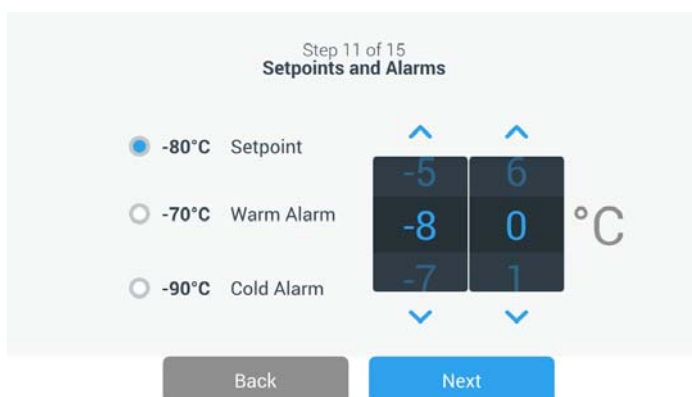 Step 11 of 15
Setpoints and Alarms
-80°C Setpoint
-70°C Warm Alarm
-90°C Cold Alarm
-5 6
-8 0 °C
-7 1
Back Next